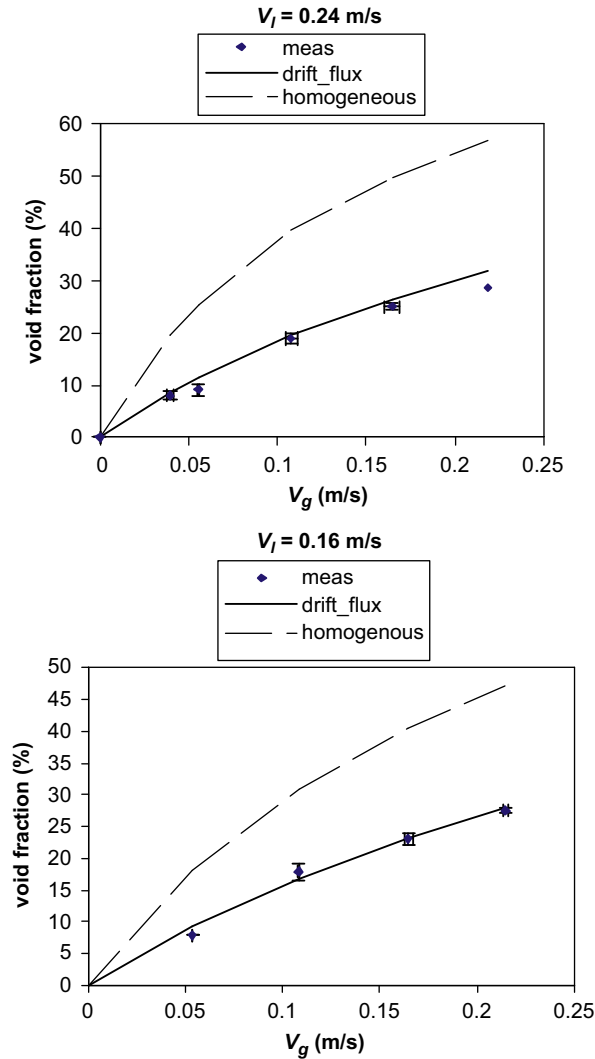 V_l = 0.24 m/s
meas
drift_flux
homogeneous
60
50
40
30
20
10
0
void fraction (%)
0 0.05 0.1 0.15 0.2 0.25
V_g (m/s)
V_l = 0.16 m/s
meas
drift_flux
homogenous
50
45
40
35
30
25
20
15
10
5
0
void fraction (%)
0 0.05 0.1 0.15 0.2 0.25
V_g (m/s)